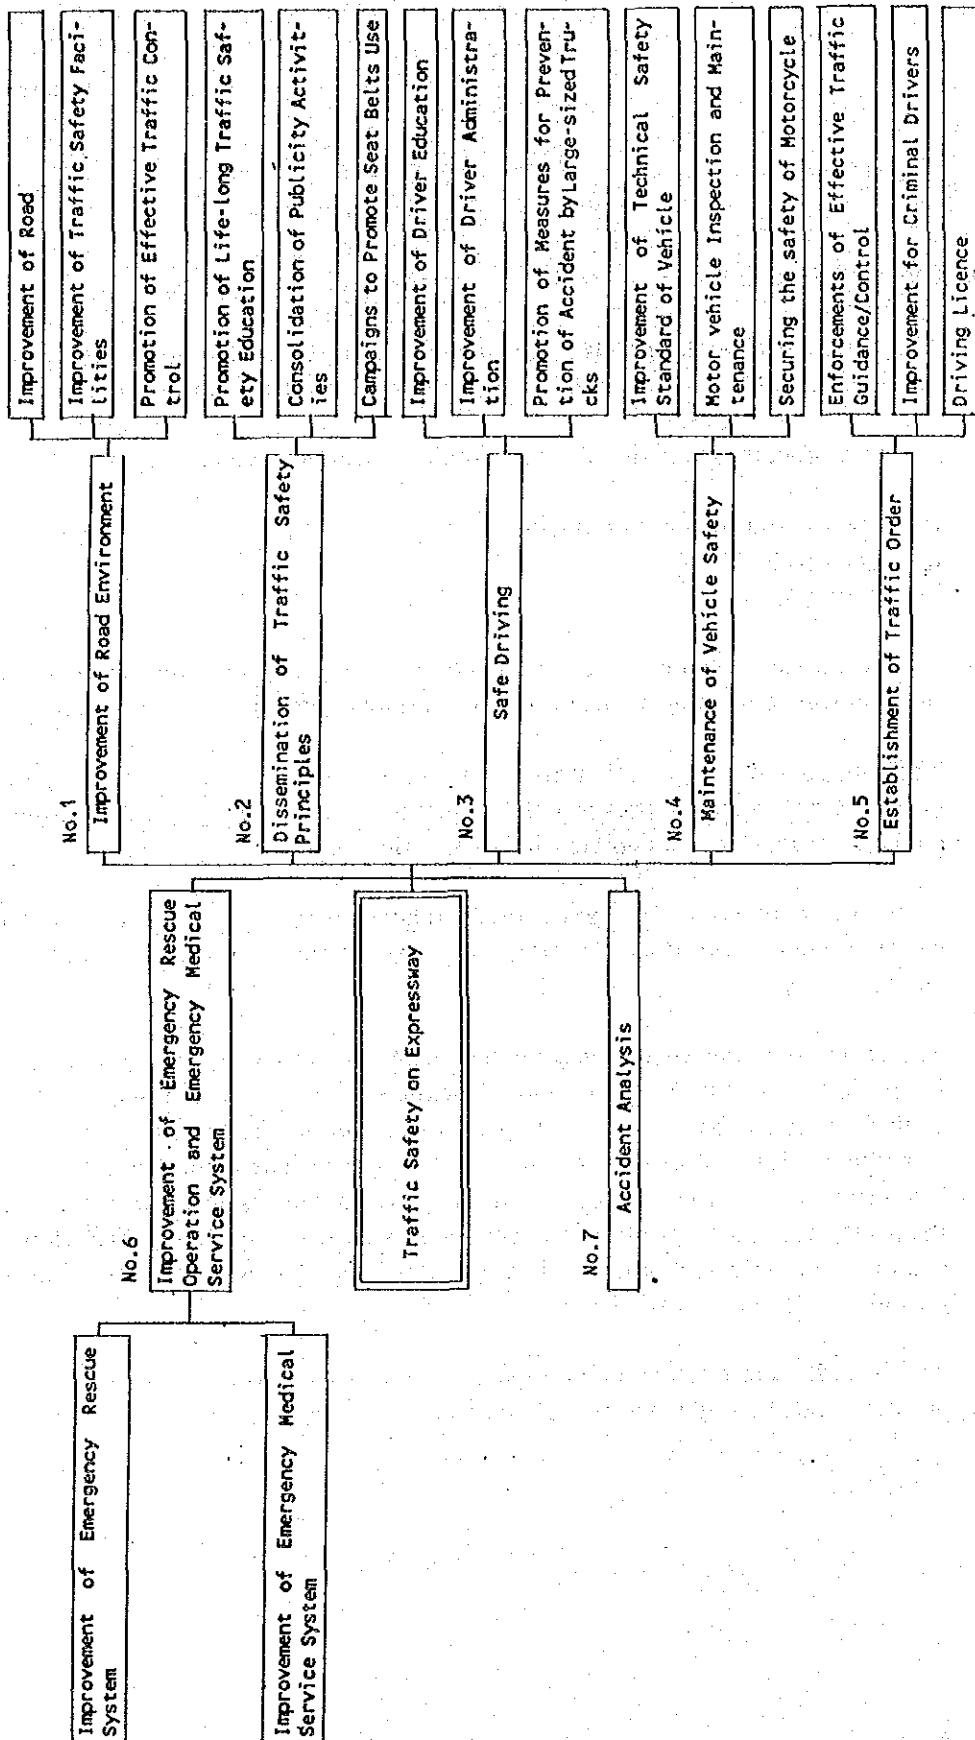 Improvement of Emergency Rescue
System
Improvement of Emergency Medical
Service System
No.6
Improvement of Emergency Rescue
Operation and Emergency Medical
Service System
Traffic Safety on Expressway
No.7
Accident Analysis
No.1
Improvement of Road Environment
No.2
Dissemination of Traffic Safety
Principles
No.3
Safe Driving
No.4
Maintenance of Vehicle Safety
No.5
Establishment of Traffic Order
Improvement of Road
Improvement of Traffic Safety Faci-
lities
Promotion of Effective Traffic Con-
trol
Promotion of Life-long Traffic Saf-
ety Education
Consolidation of Publicity Activit-
ies
Campaigns to Promote Seat Belts Use
Improvement of Driver Education
Improvement of Driver Administra-
tion
Promotion of Measures for Preven-
tion of Accident by Large-sized Tru-
cks
Improvement of Technical Safety
Standard of Vehicle
Motor vehicle Inspection and Main-
tenance
Securing the safety of Motorcycle
Enforcements of Effective Traffic
Guidance/Control
Improvement for Criminal Drivers
Driving Licence